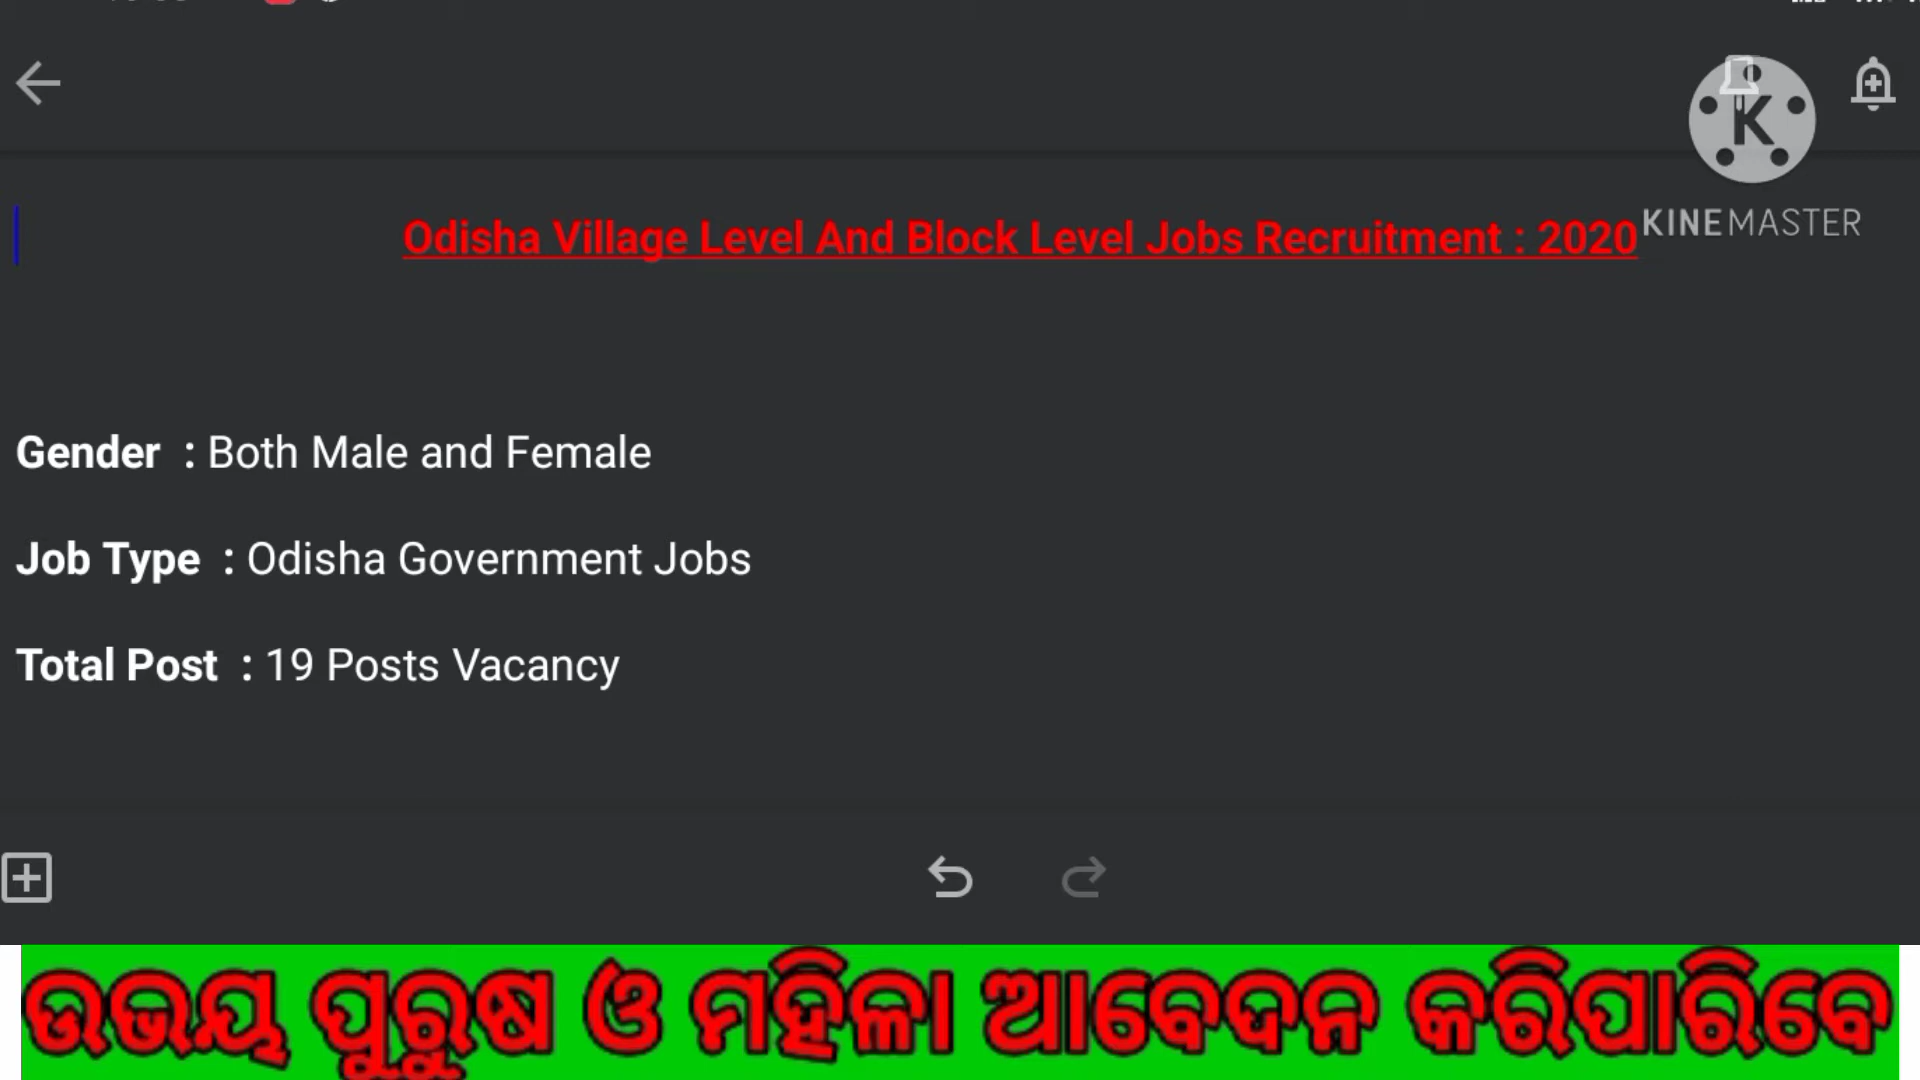 Odisha Village Level And Block Level Jobs Recruitment : 2020
K
KINEMASTER
Gender : Both Male and Female
Job Type : Odisha Government Jobs
Total Post : 19 Posts Vacancy
ଉଭୟ ପୁରୁଷ ଓ ମହିଳା ଆବେଦନ କରିପାରିବେ